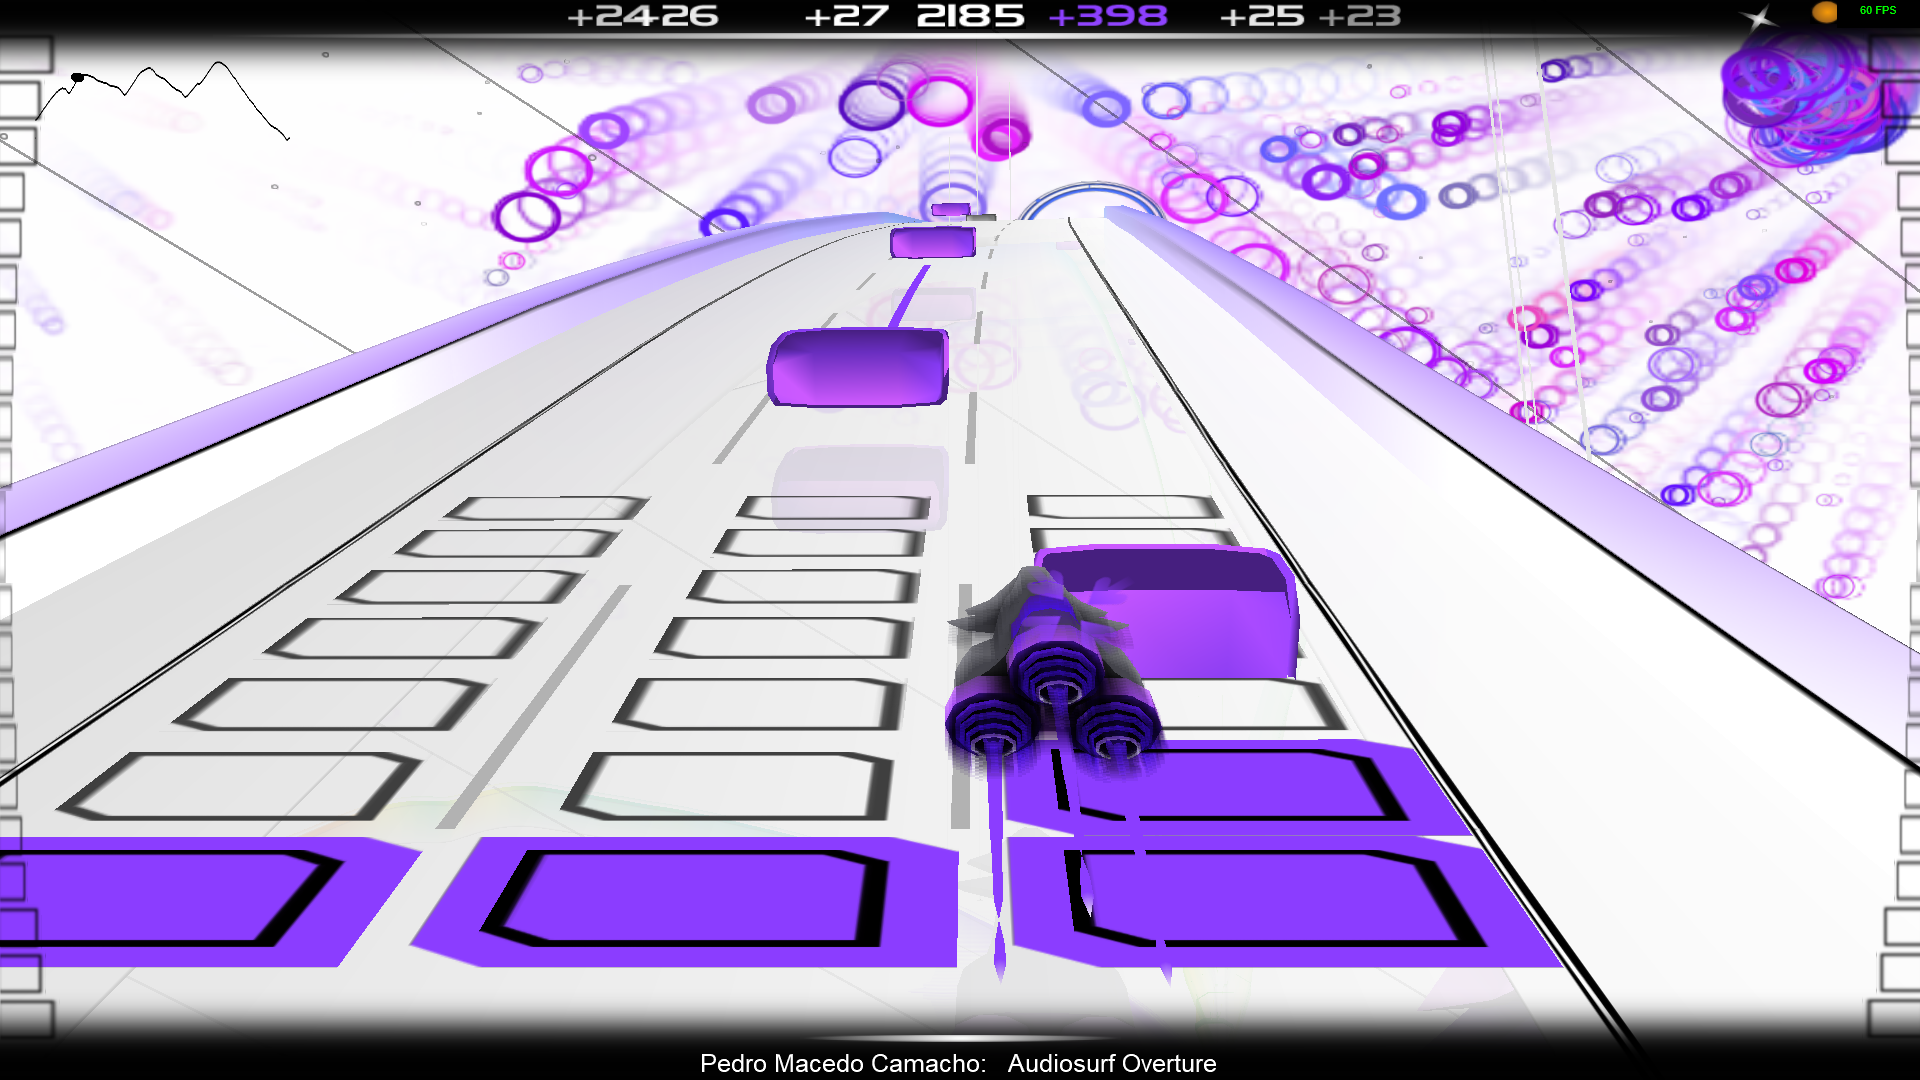 +2426 +27 2185 +398 +25 +23
60 FPS
Pedro Macedo Camacho: Audiosurf Overture